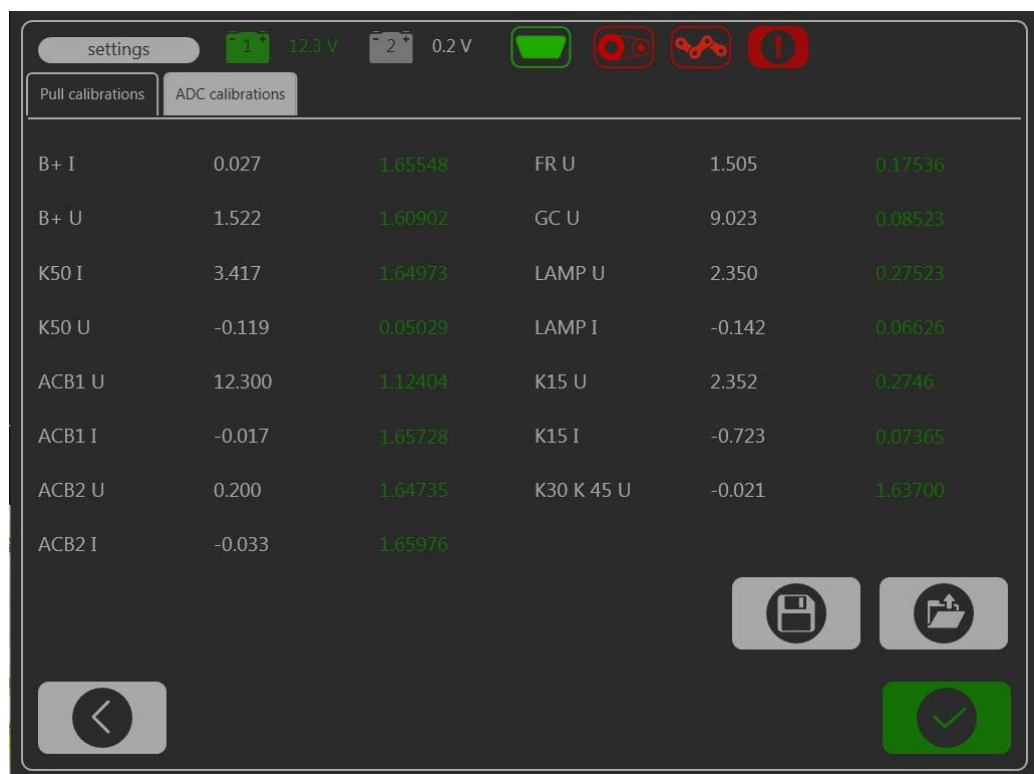 settings - 1 + 12.3 V - 2 + 0.2 V
Pull calibrations ADC calibrations
B+ I 0.027 1.65548 FR U 1.505 0.17536
B+ U 1.522 1.60902 GC U 9.023 0.08523
K50 I 3.417 1.64973 LAMP U 2.350 0.27523
K50 U -0.119 0.05029 LAMP I -0.142 0.06626
ACB1 U 12.300 1.12404 K15 U 2.352 0.2746
ACB1 I -0.017 1.65728 K15 I -0.723 0.07365
ACB2 U 0.200 1.64735 K30 K 45 U -0.021 1.63700
ACB2 I -0.033 1.65976